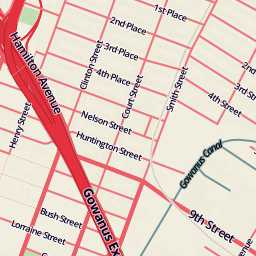 1st Place
2nd Place
Hamilton Avenue
3rd Place
Clinton Street
4th Place
Court Street
Smith Street
3rd
4th Street
Henry Street
Nelson Street
Huntington Street
Gowanus Canal
Gowanus Ex
9th Street
Bush Street
Lorraine Street